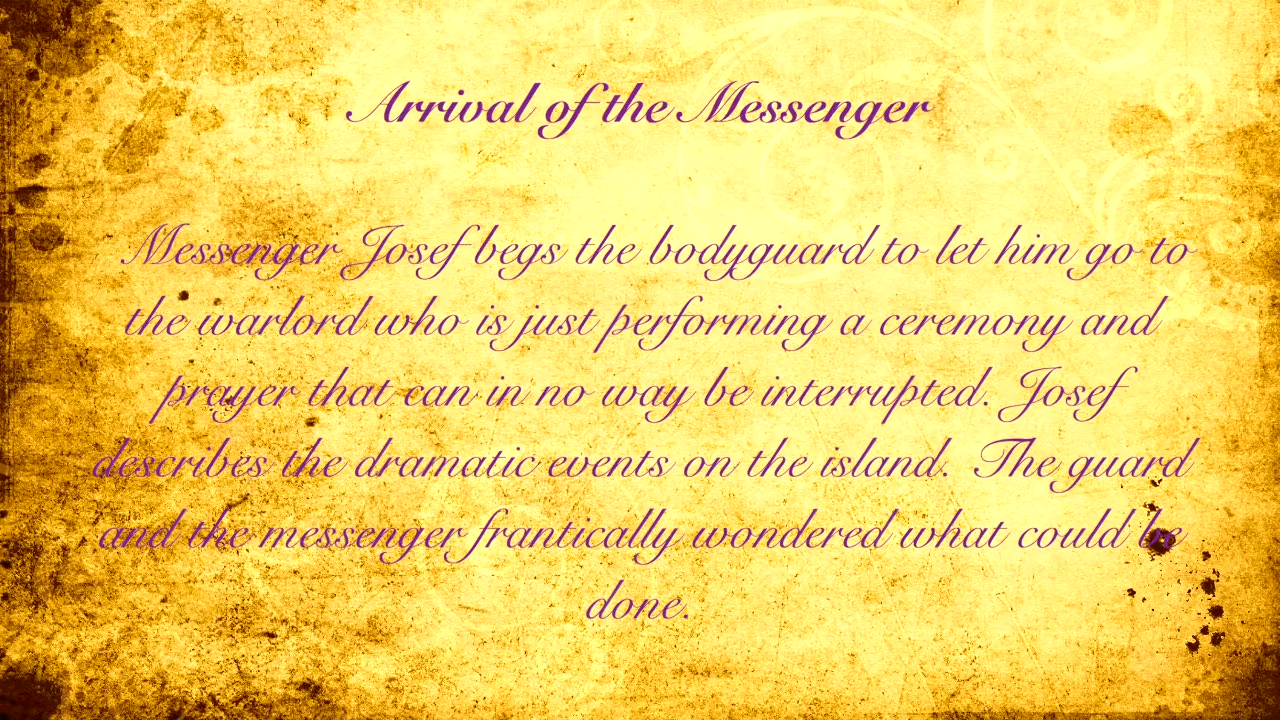 Arrival of the Messenger
Messenger Josef begs the bodyguard to let him go to
the warlord who is just performing a ceremony and
prayer that can in no way be interrupted. Josef
describes the dramatic events on the island. The guard
and the messenger frantically wondered what could be
done.